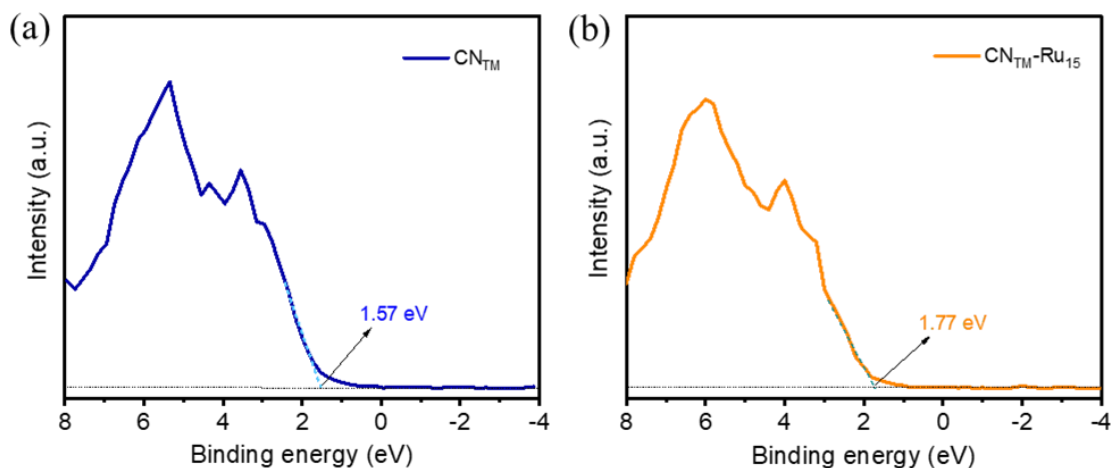 (a)
CN_TM
Intensity (a.u.)
1.57 eV
8 6 4 2 0 -2 -4
Binding energy (eV)
(b)
CN_TM-Ru_15
Intensity (a.u.)
1.77 eV
8 6 4 2 0 -2 -4
Binding energy (eV)